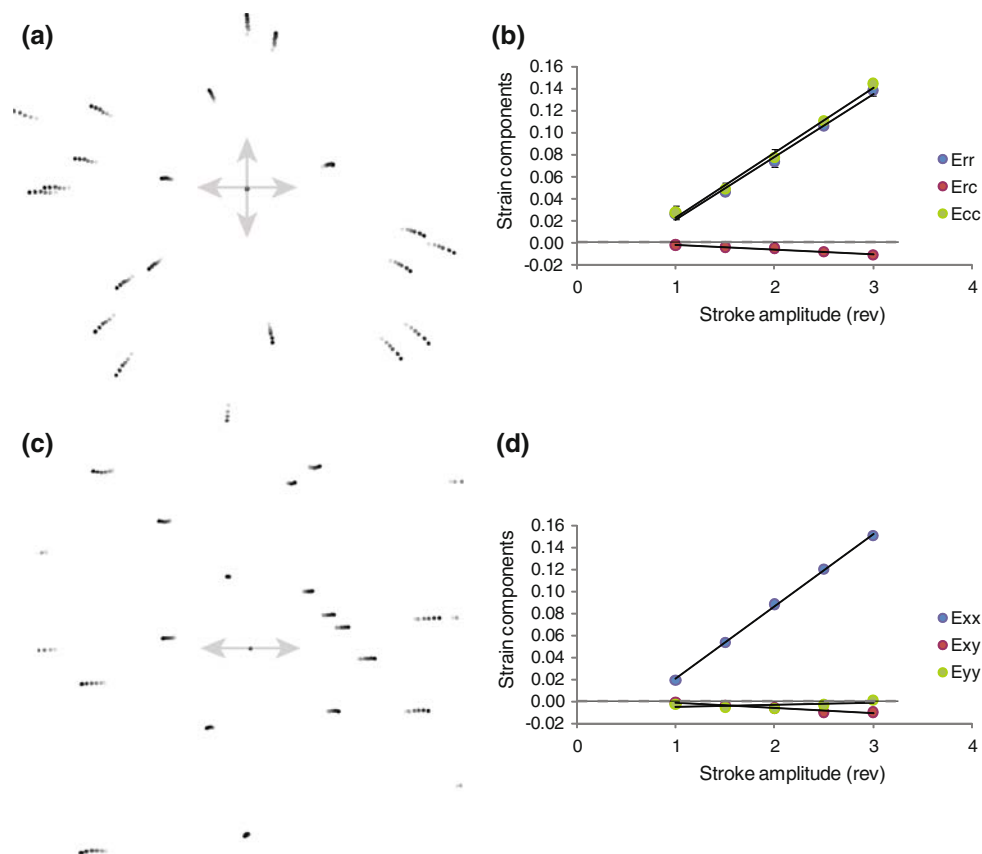 (a)
(b)
0.16
0.14
0.12
0.10
0.08
0.06
0.04
0.02
0.00
-0.02
Strain components
0
1
2
3
4
Stroke amplitude (rev)
Err
Erc
Ecc
(c)
(d)
0.16
0.14
0.12
0.10
0.08
0.06
0.04
0.02
0.00
-0.02
Strain components
0
1
2
3
4
Stroke amplitude (rev)
Exx
Exy
Eyy